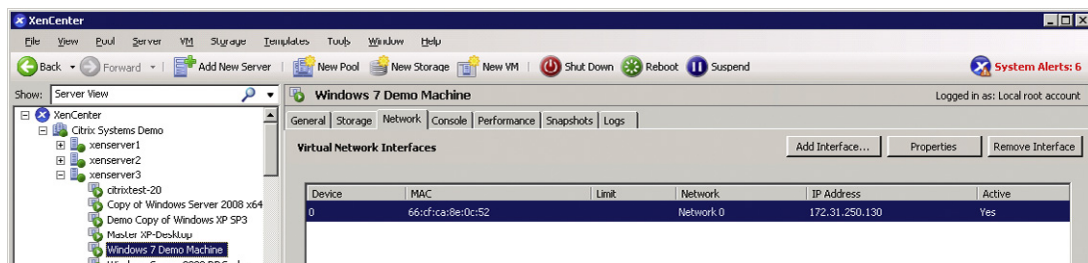 XenCenter
File View Pool Server VM Storage Templates Tools Window Help
Back Forward Add New Server New Pool New Storage New VM Shut Down Reboot Suspend System Alerts: 6
Show: Server View
Windows 7 Demo Machine Logged in as: Local root account
XenCenter
Citrix Systems Demo
xenserver1
xenserver2
xenserver3
citrixtest-20
Copy of Windows Server 2008 x64
Demo Copy of Windows XP SP3
Master XP-Desktop
Windows 7 Demo Machine
General Storage Network Console Performance Snapshots Logs
Virtual Network Interfaces Add Interface... Properties Remove Interface
Device MAC Limit Network IP Address Active
0 66:cf:ca:8e:0c:52 Network 0 172.31.250.130 Yes